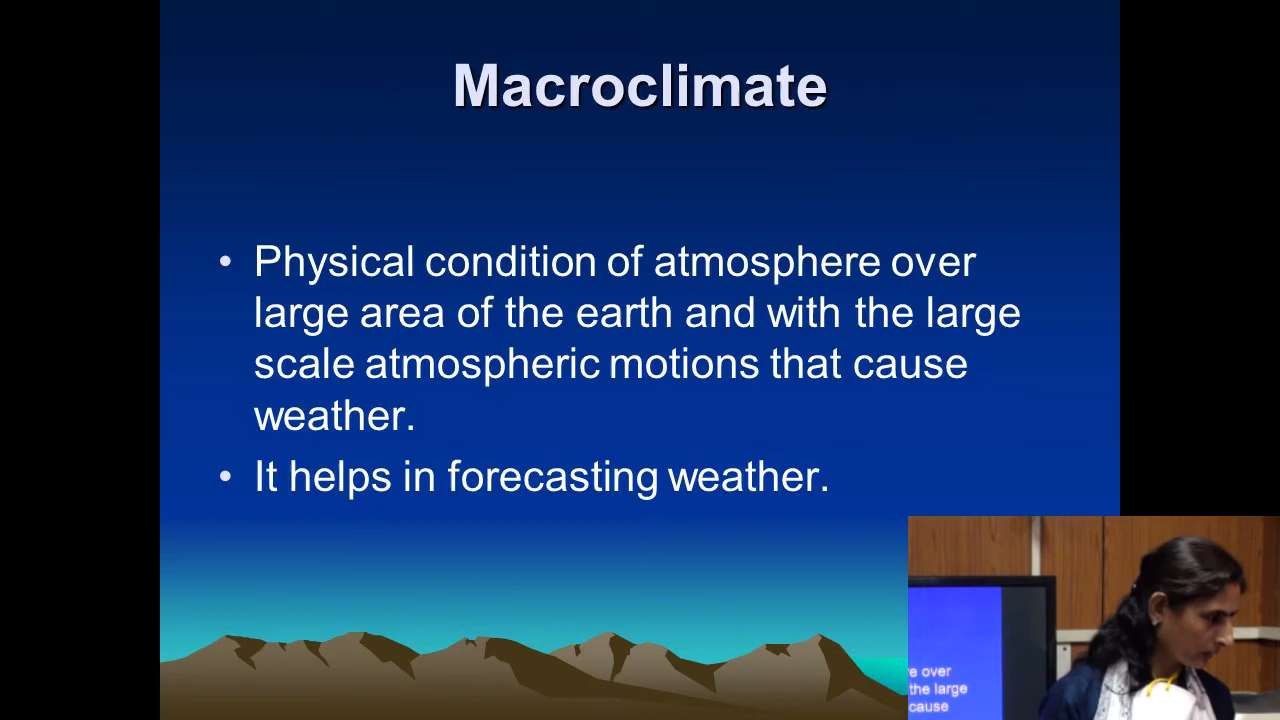 Macroclimate
• Physical condition of atmosphere over
large area of the earth and with the large
scale atmospheric motions that cause
weather.
• It helps in forecasting weather.
e over
the large
cause